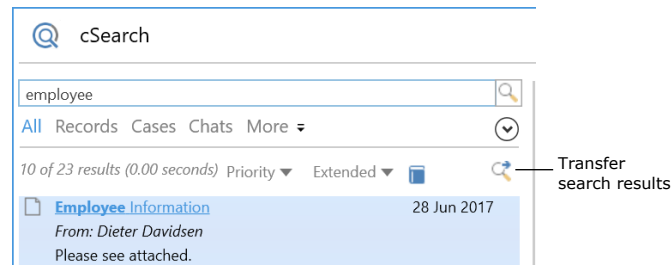 cSearch
employee
All Records Cases Chats More
10 of 23 results (0.00 seconds) Priority Extended
Transfer
search results
Employee Information 28 Jun 2017
From: Dieter Davidsen
Please see attached.